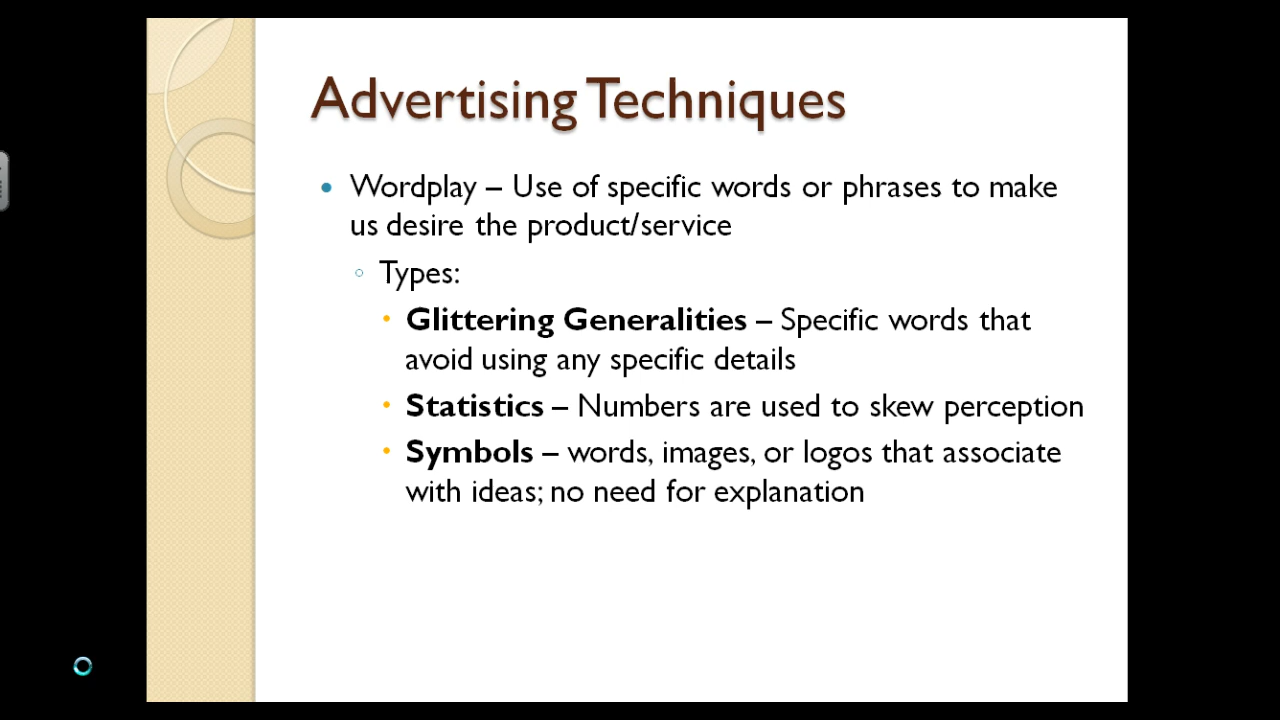 Advertising Techniques
Wordplay – Use of specific words or phrases to make
us desire the product/service
Types:
Glittering Generalities – Specific words that
avoid using any specific details
Statistics – Numbers are used to skew perception
Symbols – words, images, or logos that associate
with ideas; no need for explanation